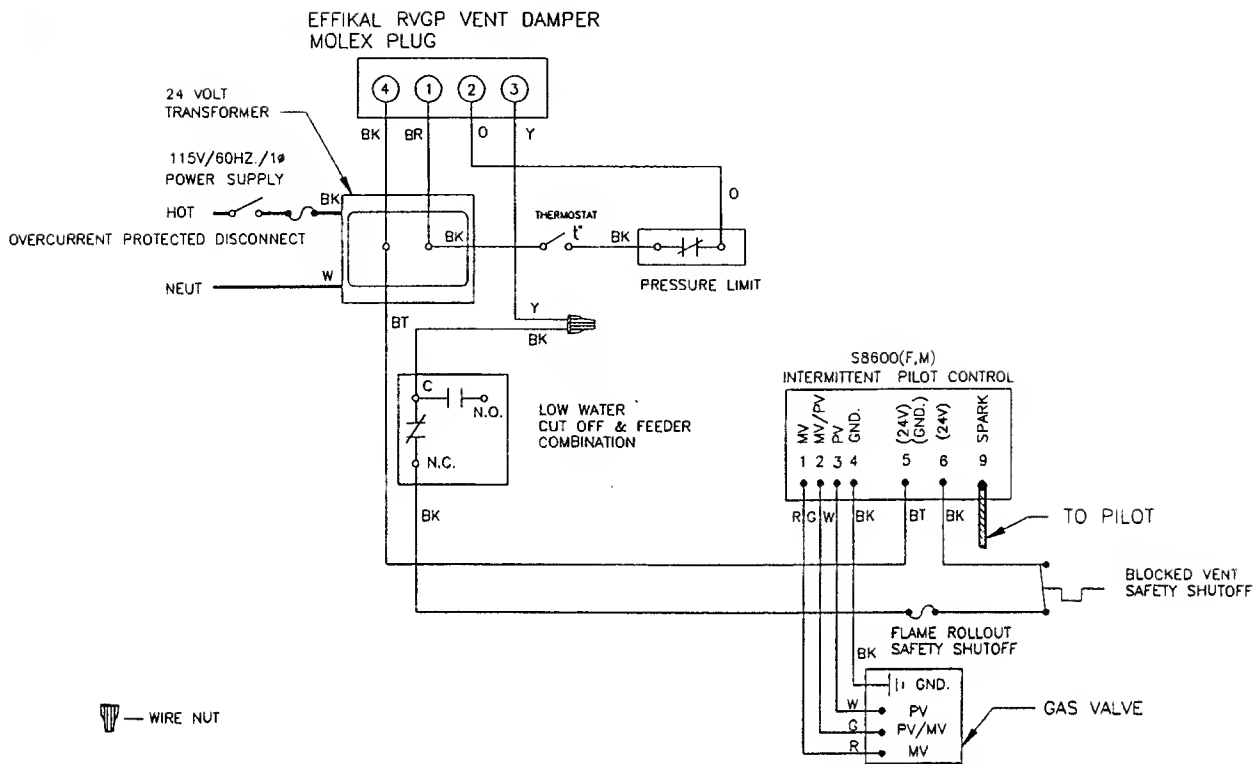 EFFIKAL RVGP VENT DAMPER
MOLEX PLUG
4
1
2
3
24 VOLT
TRANSFORMER
BK
BR
O
Y
115V/60HZ./1ø
POWER SUPPLY
BK
HOT
OVERCURRENT PROTECTED DISCONNECT
NEUT
W
BK
THERMOSTAT
t°
BK
O
PRESSURE LIMIT
BT
Y
BK
C
N.O.
N.C.
LOW WATER
CUT OFF & FEEDER
COMBINATION
BK
S8600(F,M)
INTERMITTENT PILOT CONTROL
MV
MV/PV
PV
GND.
(24V)
(GND.)
(24V)
SPARK
1
2
3
4
5
6
9
R
G
W
BK
BT
BK
TO PILOT
BLOCKED VENT
SAFETY SHUTOFF
FLAME ROLLOUT
SAFETY SHUTOFF
BK
GND.
W
PV
G
PV/MV
R
MV
GAS VALVE
WIRE NUT